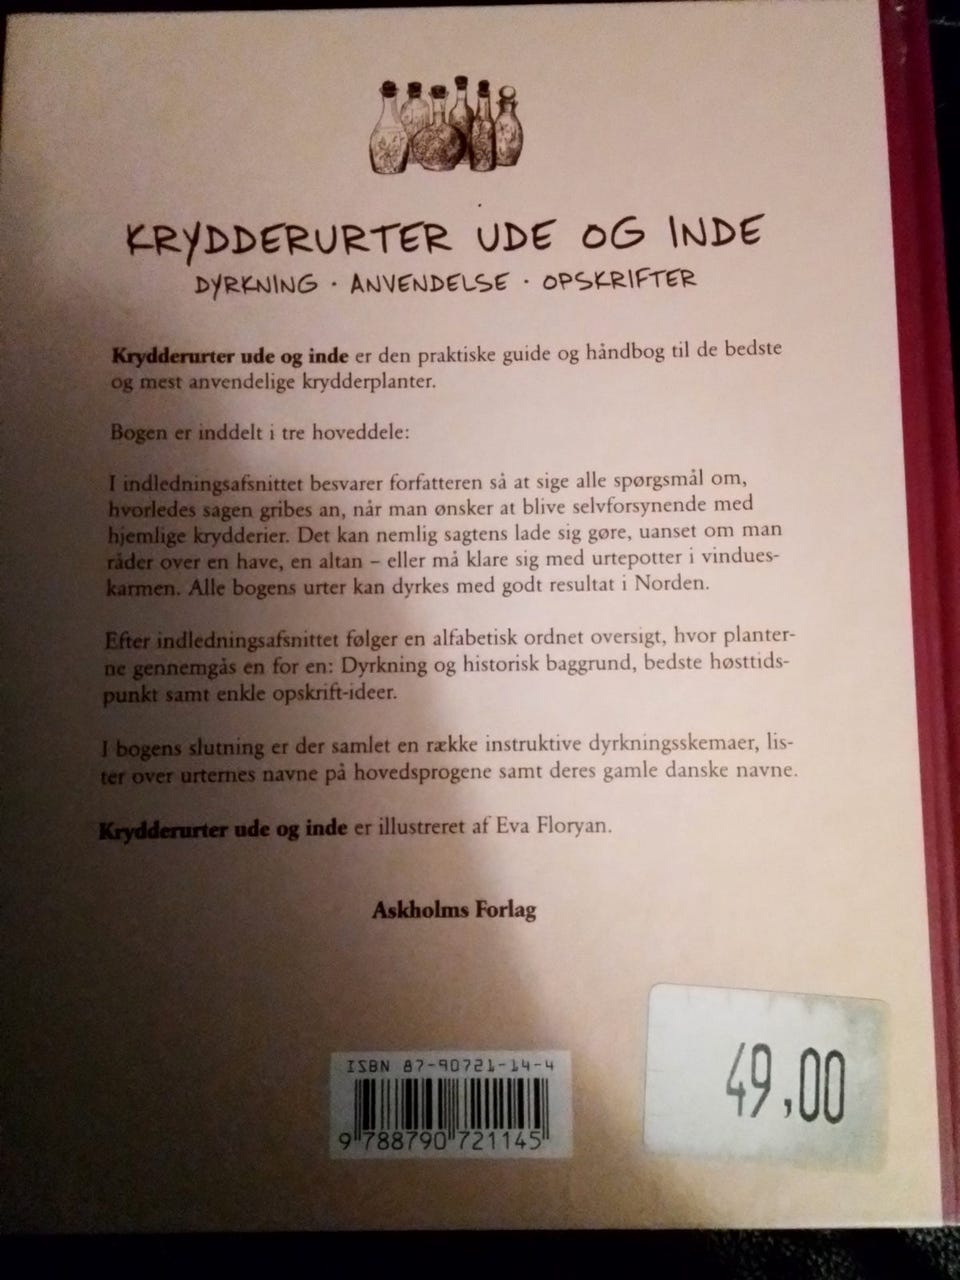 KRYDDERURTER UDE OG INDE
DYRKNING · ANVENDELSE · OPSKRIFTER
Krydderurter ude og inde er den praktiske guide og håndbog til de bedste
og mest anvendelige krydderplanter.
Bogen er inddelt i tre hoveddele:
I indledningsafsnittet besvarer forfatteren så at sige alle spørgsmål om,
hvorledes sagen gribes an, når man ønsker at blive selvforsynende med
hjemlige krydderier. Det kan nemlig sagtens lade sig gøre, uanset om man
råder over en have, en altan – eller må klare sig med urtepotter i vindues-
karmen. Alle bogens urter kan dyrkes med godt resultat i Norden.
Efter indledningsafsnittet følger en alfabetisk ordnet oversigt, hvor planter-
ne gennemgås en for en: Dyrkning og historisk baggrund, bedste høsttids-
punkt samt enkle opskrift-ideer.
I bogens slutning er der samlet en række instruktive dyrkningsskemaer, lis-
ter over urternes navne på hovedsprogene samt deres gamle danske navne.
Krydderurter ude og inde er illustreret af Eva Floryan.
Askholms Forlag
ISBN 87-90721-14-4
9 788790 721145
49,00